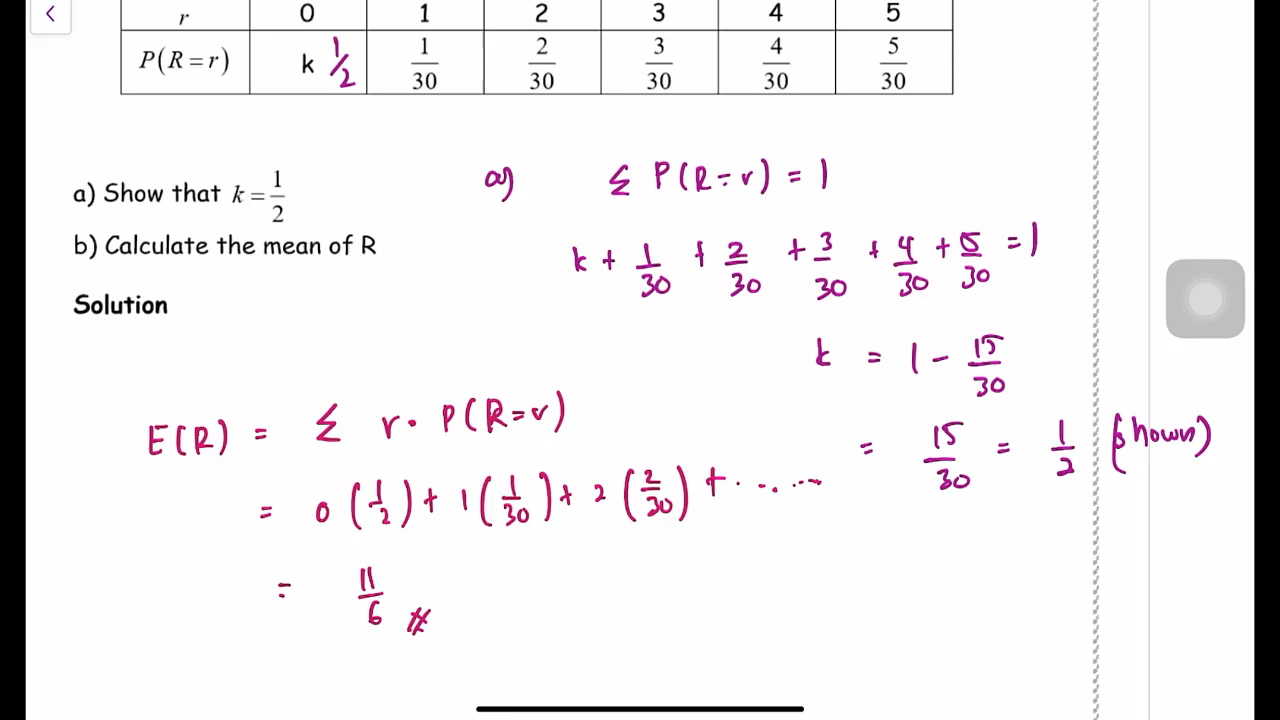 r 0 1 2 3 4 5
P(R=r) k 1/2 1/30 2/30 3/30 4/30 5/30
a) Show that k = 1/2
b) Calculate the mean of R
Solution
a) Σ P(R=r) = 1
k + 1/30 + 2/30 + 3/30 + 4/30 + 5/30 = 1
k = 1 - 15/30
= 15/30 = 1/2 (shown)
E(R) = Σ r. P(R=r)
= 0(1/2) + 1(1/30) + 2(2/30) + ......
= 11/6 #